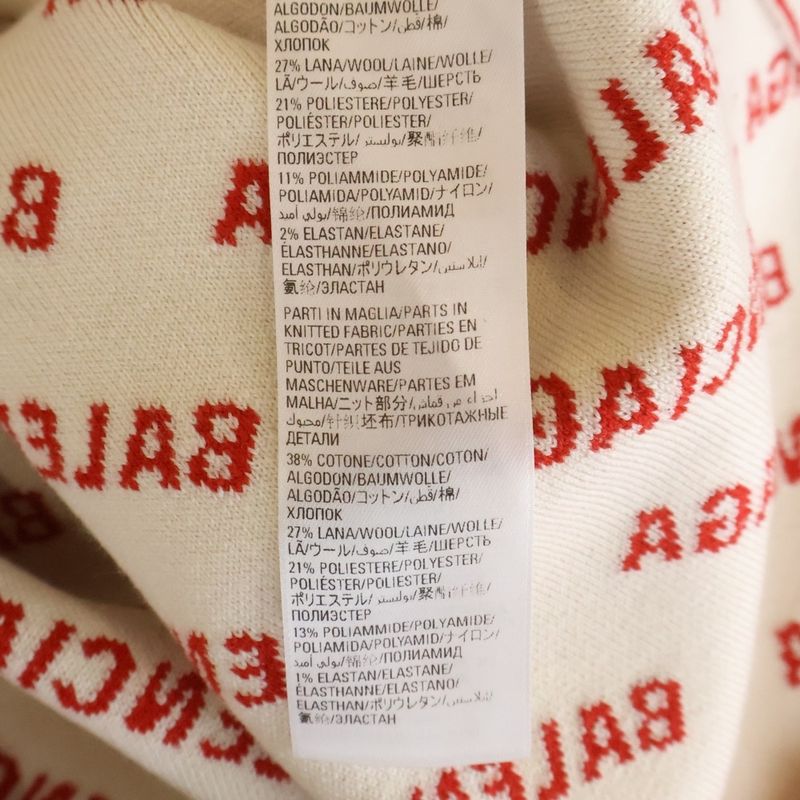 ALGODÓN/BAUMWOLLE/
ALGODÃO/コットン/قطن/棉/
ХЛОПОК
27% LANA/WOOL/LAINE/WOLLE/
LÃ/ウール/صوف/羊毛/ШЕРСТЬ
21% POLIESTERE/POLYESTER/
POLIÉSTER/POLIESTER/
ポリエステル/بوليستر/聚酯纤维/
ПОЛИЭСТЕР
11% POLIAMMIDE/POLYAMIDE/
POLIAMIDA/POLYAMID/ナイロン/
بولي أميد/锦纶/ПОЛИАМИД
2% ELASTAN/ELASTANE/
ÉLASTHANNE/ELASTANO/
ELASTHAN/ポリウレタン/إيلاستين/
氨纶/ЭЛАСТАН
PARTI IN MAGLIA/PARTS IN
KNITTED FABRIC/PARTIES EN
TRICOT/PARTES DE TEJIDO DE
PUNTO/TEILE AUS
MASCHENWARE/PARTES EM
MALHA/ニット部分/أجزاء من قماش
محبوك/针织坯布/ТРИКОТАЖНЫЕ
ДЕТАЛИ
38% COTONE/COTTON/COTON/
ALGODÓN/BAUMWOLLE/
ALGODÃO/コットン/قطن/棉/
ХЛОПОК
27% LANA/WOOL/LAINE/WOLLE/
LÃ/ウール/صوف/羊毛/ШЕРСТЬ
21% POLIESTERE/POLYESTER/
POLIÉSTER/POLIESTER/
ポリエステル/بوليستر/聚酯纤维/
ПОЛИЭСТЕР
13% POLIAMMIDE/POLYAMIDE/
POLIAMIDA/POLYAMID/ナイロン/
بولي أميد/锦纶/ПОЛИАМИД
1% ELASTAN/ELASTANE/
ÉLASTHANNE/ELASTANO/
ELASTHAN/ポリウレタン/إيلاستين/
氨纶/ЭЛАСТАН